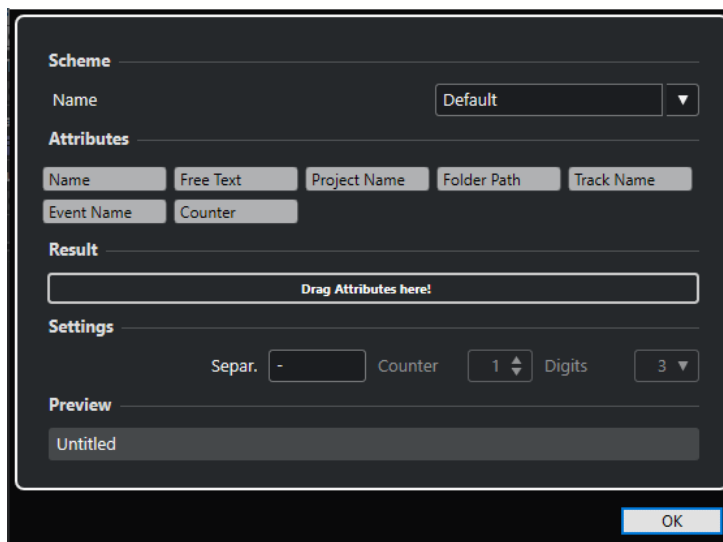 Scheme
Name Default
Attributes
Name Free Text Project Name Folder Path Track Name
Event Name Counter
Result
Drag Attributes here!
Settings
Separ. - Counter 1 Digits 3
Preview
Untitled
OK